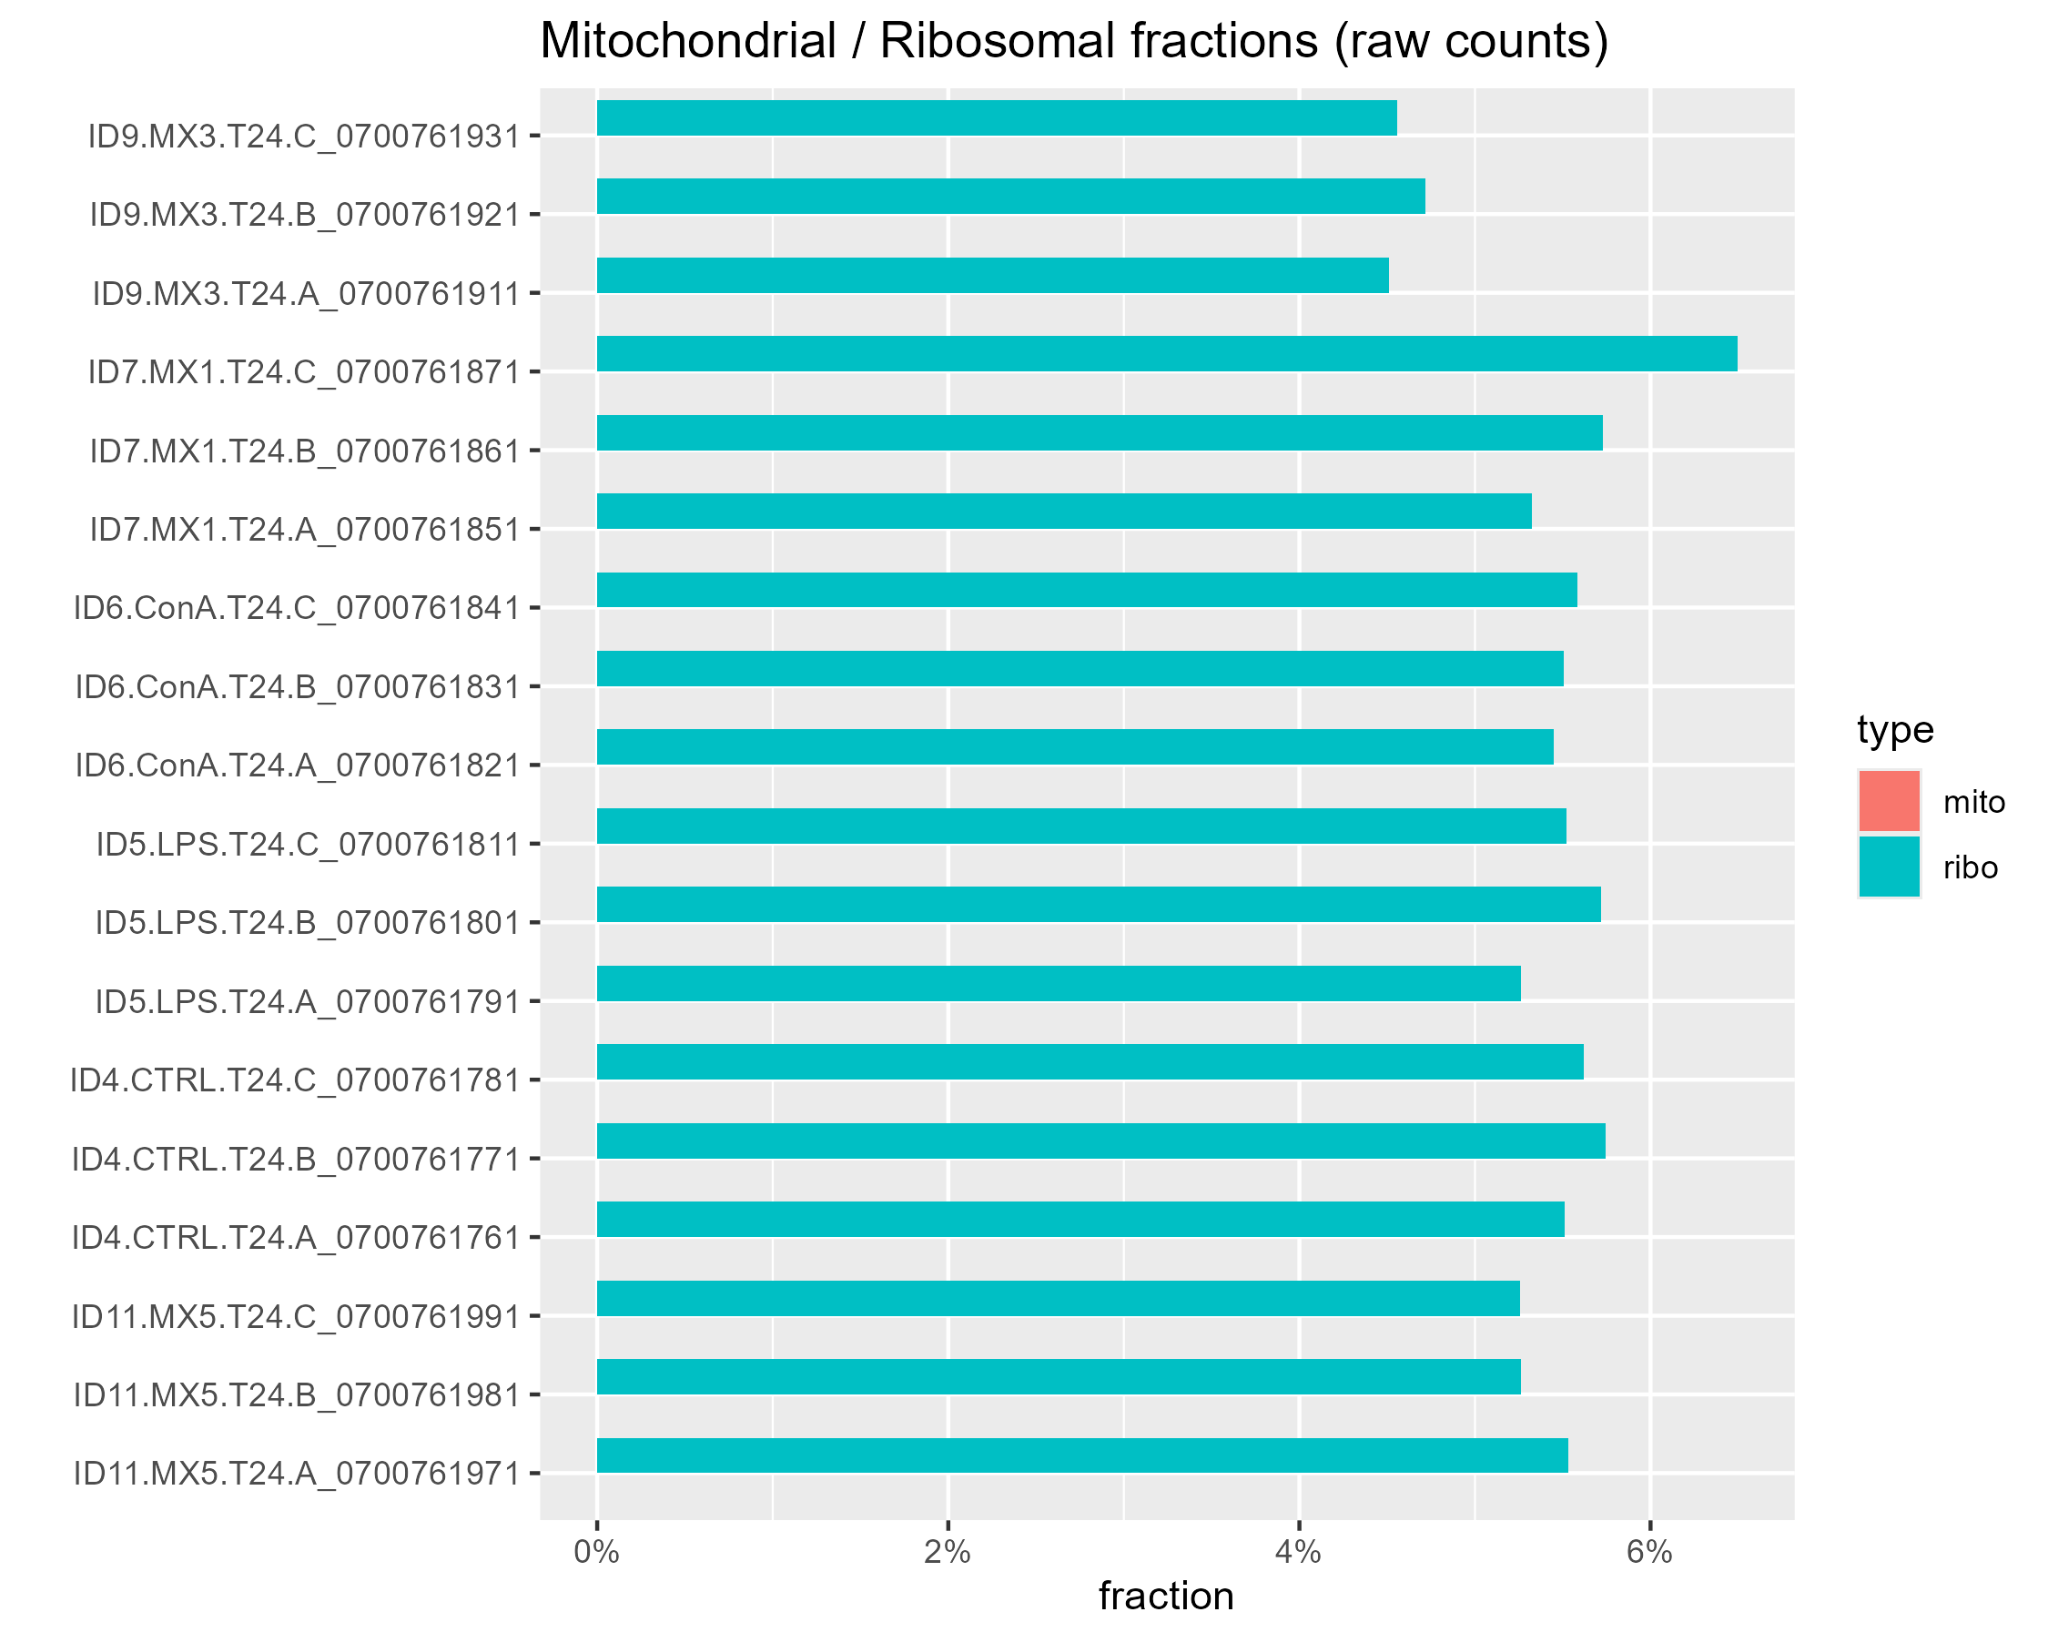 Mitochondrial / Ribosomal fractions (raw counts)
ID9.MX3.T24.C_0700761931
ID9.MX3.T24.B_0700761921
ID9.MX3.T24.A_0700761911
ID7.MX1.T24.C_0700761871
ID7.MX1.T24.B_0700761861
ID7.MX1.T24.A_0700761851
ID6.ConA.T24.C_0700761841
ID6.ConA.T24.B_0700761831
ID6.ConA.T24.A_0700761821
ID5.LPS.T24.C_0700761811
ID5.LPS.T24.B_0700761801
ID5.LPS.T24.A_0700761791
ID4.CTRL.T24.C_0700761781
ID4.CTRL.T24.B_0700761771
ID4.CTRL.T24.A_0700761761
ID11.MX5.T24.C_0700761991
ID11.MX5.T24.B_0700761981
ID11.MX5.T24.A_0700761971
0% 2% 4% 6%
fraction
type
mito
ribo